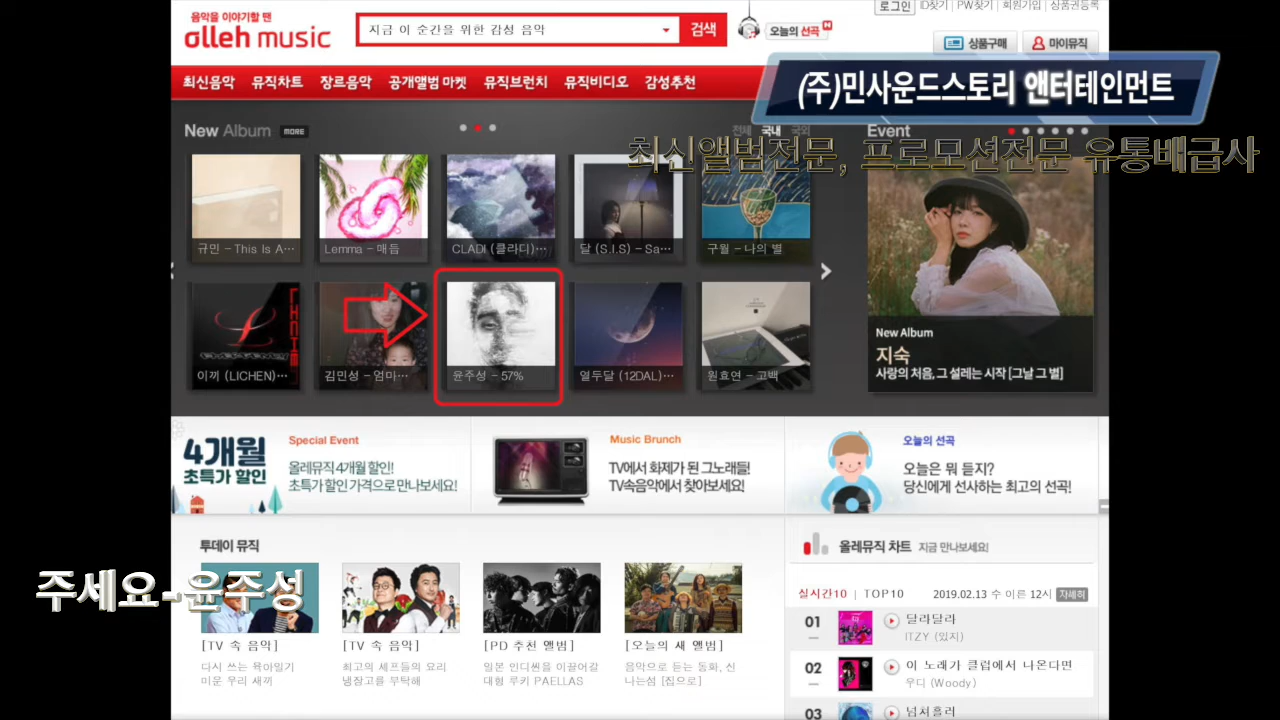 음악을 이야기할 땐
olleh music
지금 이 순간을 위한 감성 음악
검색
오늘의 선곡
로그인 ID찾기 | PW찾기 | 회원가입 | 상품권등록
상품구매 마이뮤직
최신음악 뮤직차트 장르음악 공개앨범 마켓 뮤직브런치 뮤직비디오 감성추천
(주)민사운드스토리 앤터테인먼트
최신앨범전문, 프로모션전문 유통배급사
New Album MORE
전체 국내 국외
Event
규민 - This Is A…
Lemma - 매듭
CLADI (클라디)…
달 (S.I.S) - Sa…
구월 - 나의 별
이끼 (LICHEN)…
김민성 - 엄마…
윤주성 - 57%
열두달 (12DAL)…
원효연 - 고백
New Album
지숙
사랑의 처음, 그 설레는 시작 [그날 그 별]
4개월
초특가 할인
Special Event
올레뮤직 4개월 할인!
초특가 할인 가격으로 만나보세요!
Music Brunch
TV에서 화제가 된 그노래들!
TV속음악에서 찾아보세요!
오늘의 선곡
오늘은 뭐 듣지?
당신에게 선사하는 최고의 선곡!
투데이 뮤직
주세요-윤주성
[TV 속 음악]
다시 쓰는 육아일기
미운 우리 새끼
[TV 속 음악]
최고의 셰프들의 요리
냉장고를 부탁해
[PD 추천 앨범]
일본 인디씬을 이끌어갈
대형 루키 PAELLAS
[오늘의 새 앨범]
음악으로 듣는 동화, 신
나는섬 [집으로]
올레뮤직 차트 지금 만나보세요!
실시간10 | TOP10 2019.02.13 수 이른 12시 자세히
01 달라달라
ITZY (있지)
02 이 노래가 클럽에서 나온다면
우디 (Woody)
03 넘쳐흘러